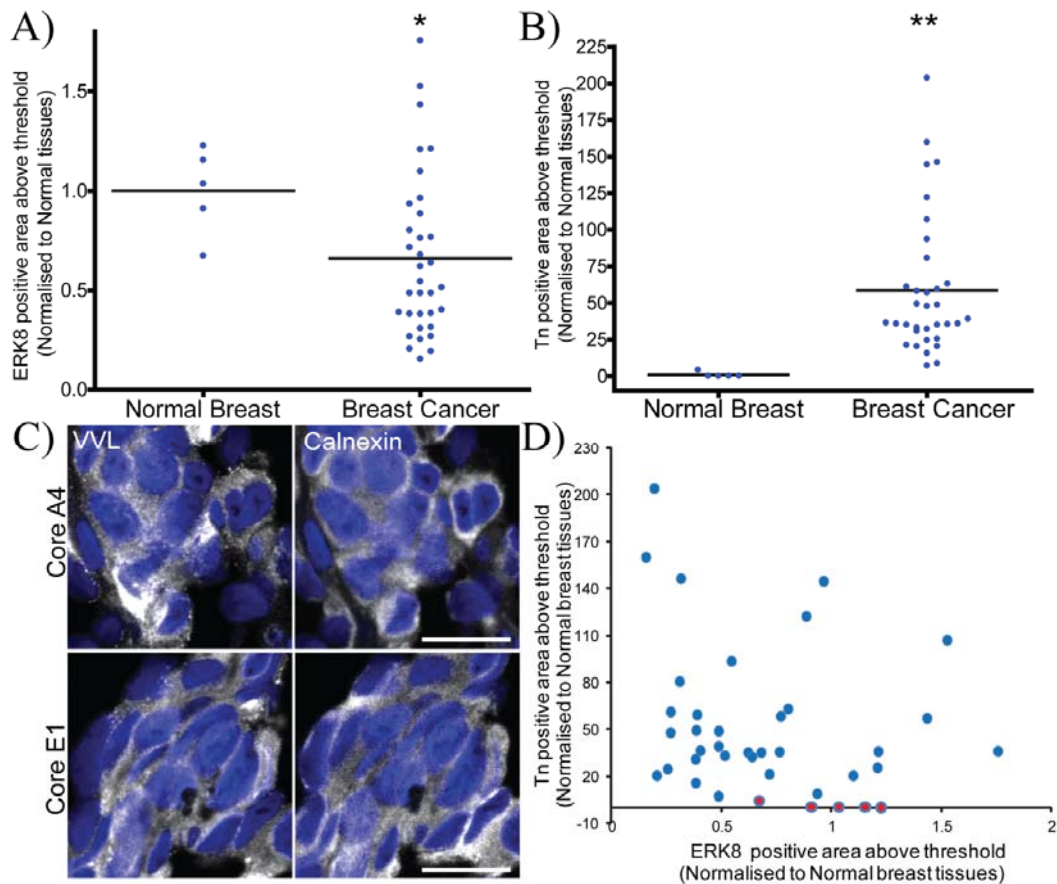 A)
*
ERK8 positive area above threshold
(Normalised to Normal tissues)
1.5
1.0
0.5
0.0
Normal Breast
Breast Cancer
B)
**
Tn positive area above threshold
(Normalised to Normal tissues)
225
200
175
150
125
100
75
50
25
0
Normal Breast
Breast Cancer
C)
VVL
Calnexin
Core A4
Core E1
D)
Tn positive area above threshold
(Normalised to Normal breast tissues)
230
200
170
140
110
80
50
20
-10
0
0.5
1
1.5
2
ERK8 positive area above threshold
(Normalised to Normal breast tissues)